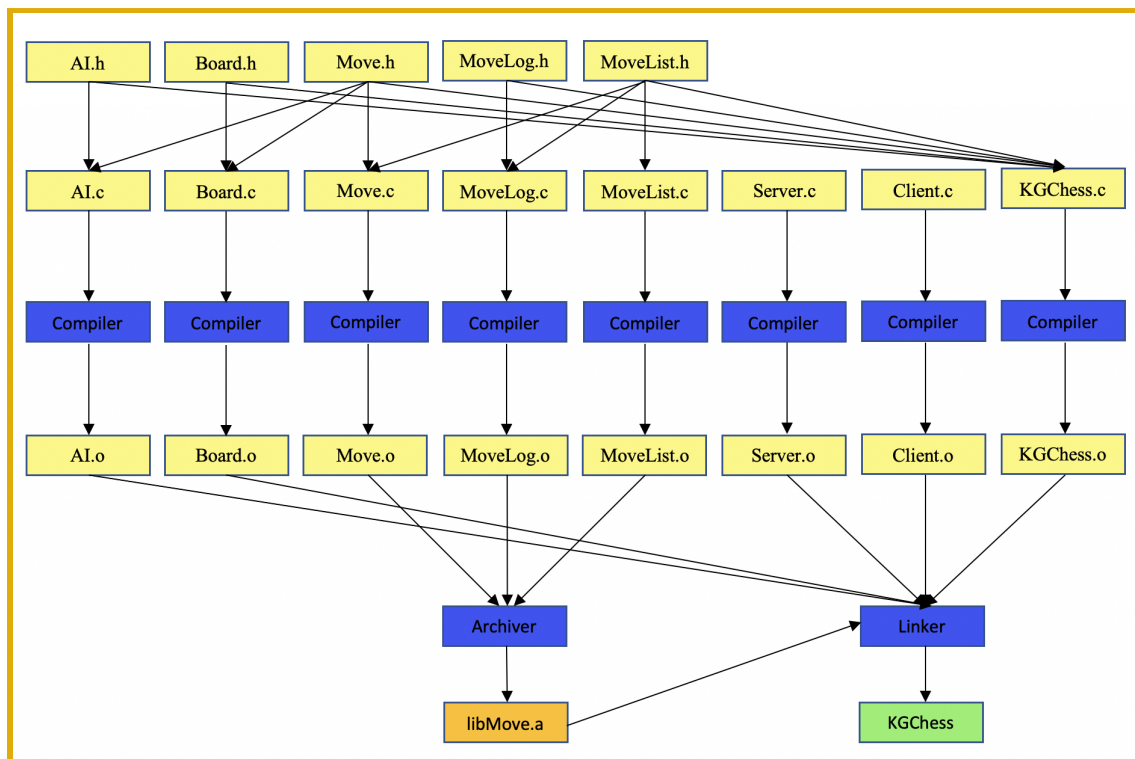 AI.h
Board.h
Move.h
MoveLog.h
MoveList.h
AI.c
Board.c
Move.c
MoveLog.c
MoveList.c
Server.c
Client.c
KGChess.c
Compiler
Compiler
Compiler
Compiler
Compiler
Compiler
Compiler
Compiler
AI.o
Board.o
Move.o
MoveLog.o
MoveList.o
Server.o
Client.o
KGChess.o
Archiver
Linker
libMove.a
KGChess